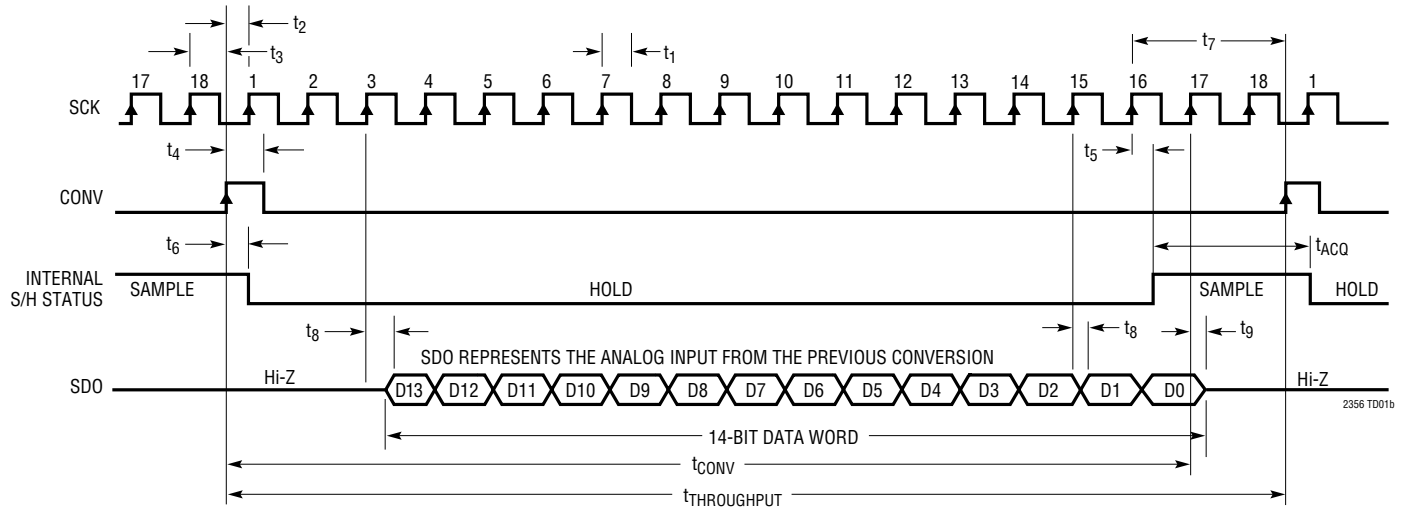 t2
t3
t1
t7
17 18 1 2 3 4 5 6 7 8 9 10 11 12 13 14 15 16 17 18 1
SCK
t4
t5
CONV
t6
tACQ
INTERNAL
S/H STATUS
SAMPLE
HOLD
SAMPLE
HOLD
t8
t8
t9
SDO REPRESENTS THE ANALOG INPUT FROM THE PREVIOUS CONVERSION
SDO
Hi-Z
D13 D12 D11 D10 D9 D8 D7 D6 D5 D4 D3 D2 D1 D0
Hi-Z
2356 TD01b
14-BIT DATA WORD
tCONV
tTHROUGHPUT